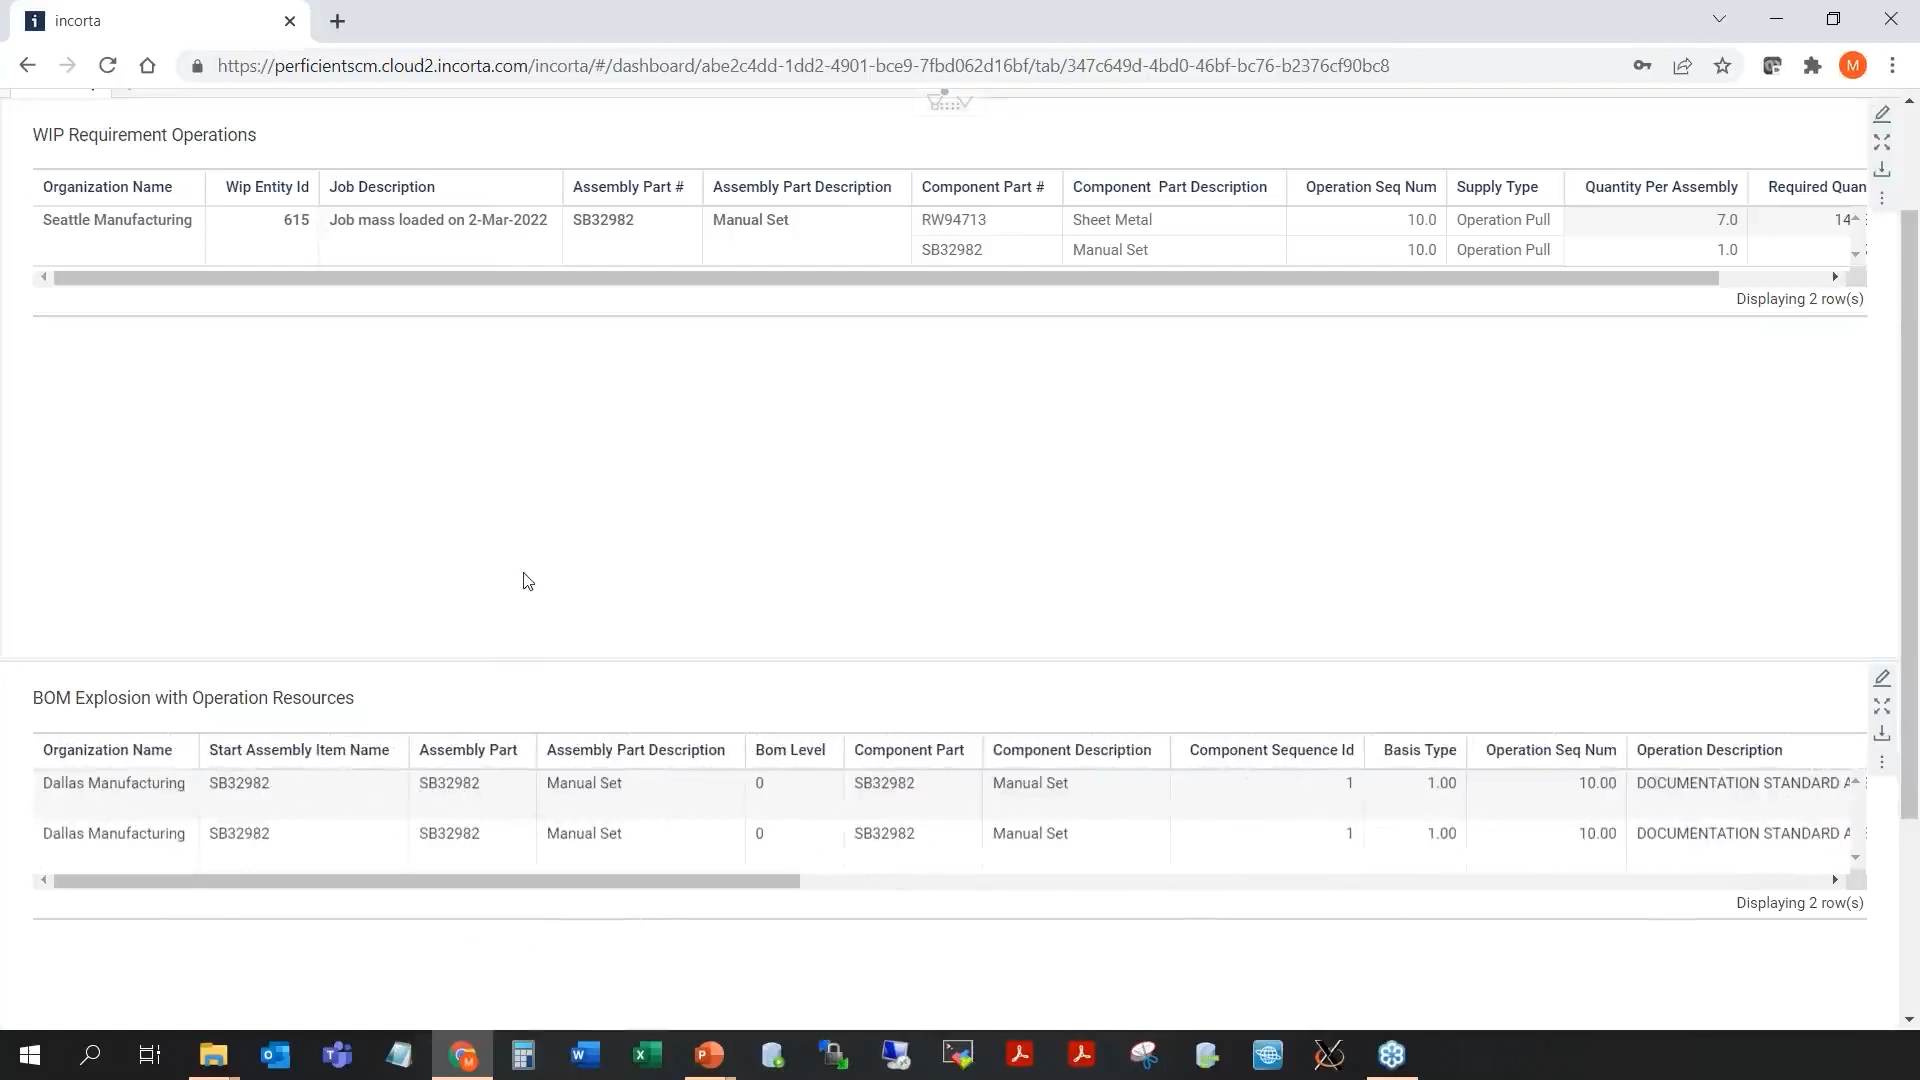 incorta
https://perficientscm.cloud2.incorta.com/incorta/#/dashboard/abe2c4dd-1dd2-4901-bce9-7fbd062d16bf/tab/347c649d-4bd0-46bf-bc76-b2376cf90bc8
M
WIP Requirement Operations
Organization Name Wip Entity Id Job Description Assembly Part # Assembly Part Description Component Part # Component Part Description Operation Seq Num Supply Type Quantity Per Assembly Required Quan
Seattle Manufacturing 615 Job mass loaded on 2-Mar-2022 SB32982 Manual Set RW94713 Sheet Metal 10.0 Operation Pull 7.0 14
SB32982 Manual Set 10.0 Operation Pull 1.0
Displaying 2 row(s)
BOM Explosion with Operation Resources
Organization Name Start Assembly Item Name Assembly Part Assembly Part Description Bom Level Component Part Component Description Component Sequence Id Basis Type Operation Seq Num Operation Description
Dallas Manufacturing SB32982 SB32982 Manual Set 0 SB32982 Manual Set 1 1.00 10.00 DOCUMENTATION STANDARD A
Dallas Manufacturing SB32982 SB32982 Manual Set 0 SB32982 Manual Set 1 1.00 10.00 DOCUMENTATION STANDARD A
Displaying 2 row(s)